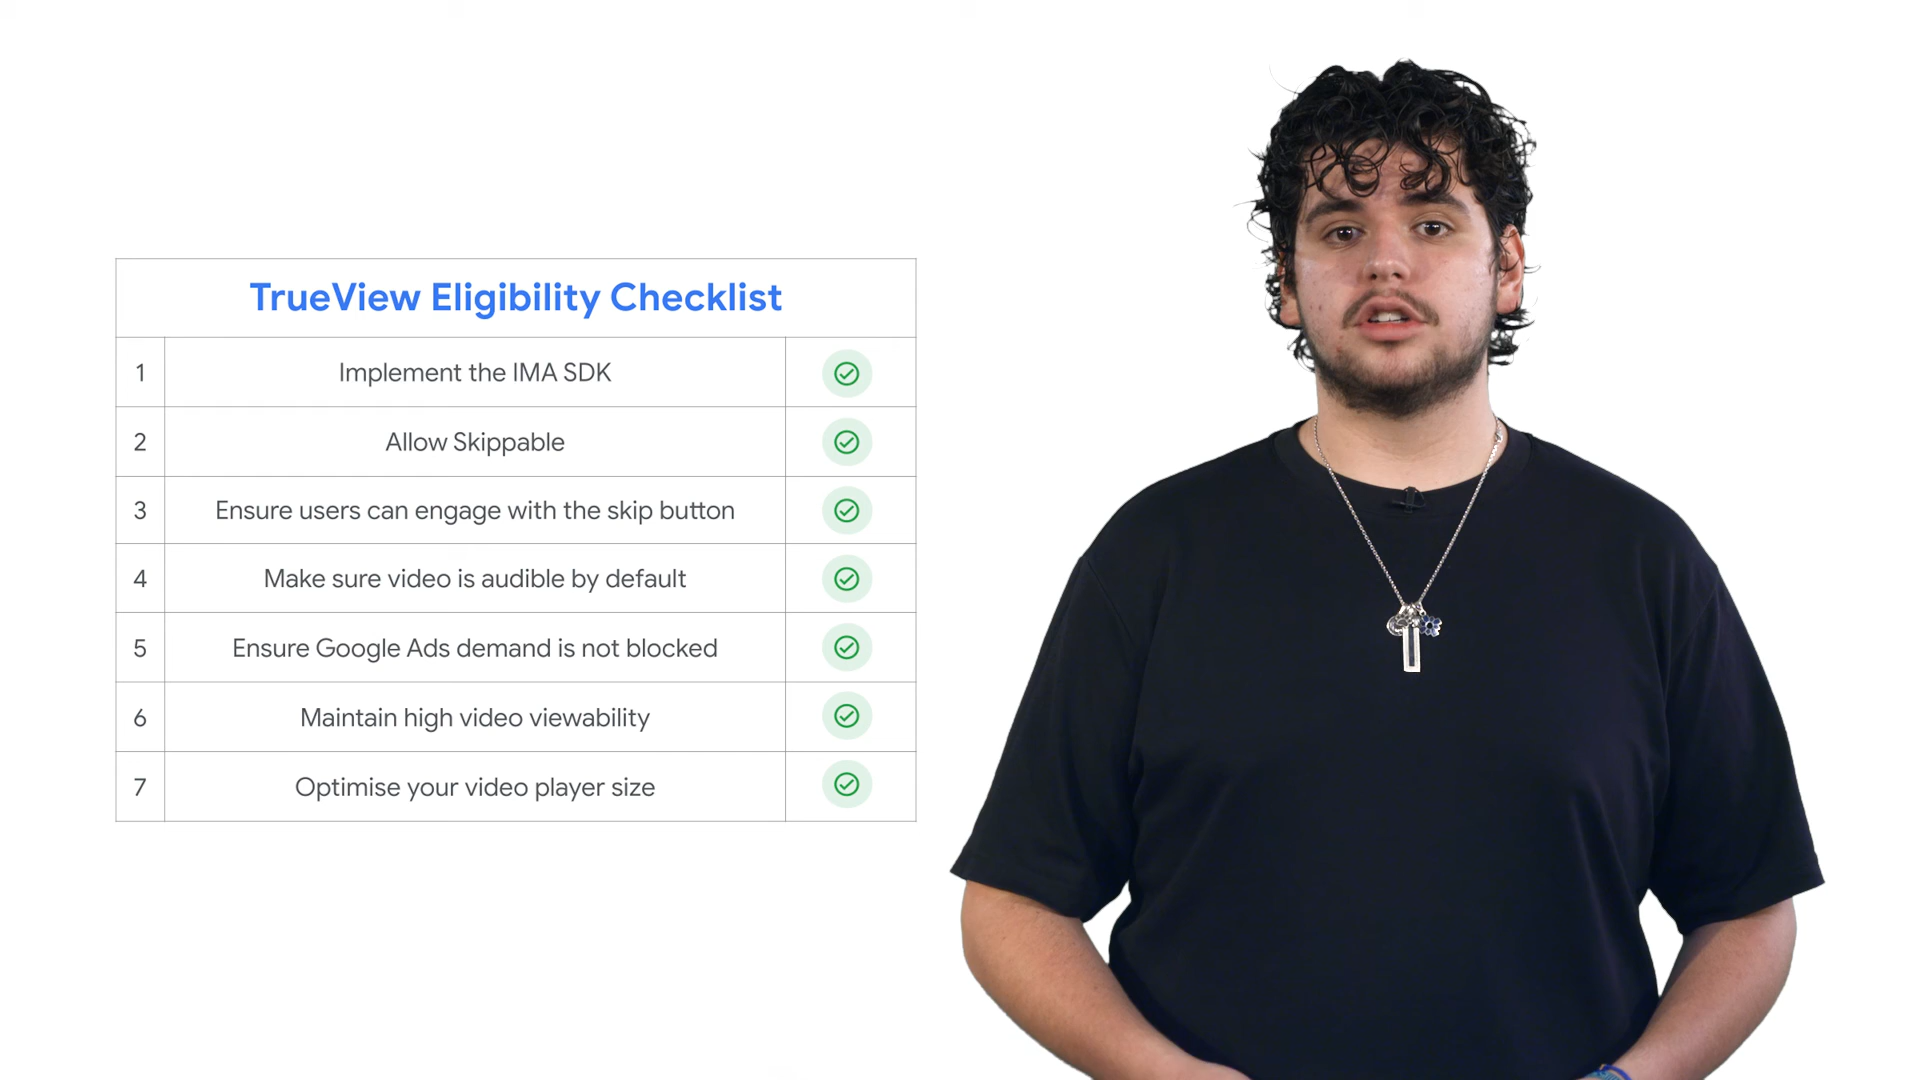 TrueView Eligibility Checklist
1 Implement the IMA SDK
2 Allow Skippable
3 Ensure users can engage with the skip button
4 Make sure video is audible by default
5 Ensure Google Ads demand is not blocked
6 Maintain high video viewability
7 Optimise your video player size